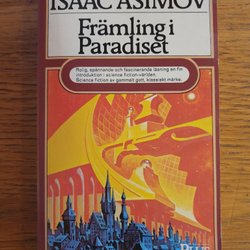 ISAAC ASIMOV
Främling i
Paradiset
Rolig, spännande och fascinerande läsning en fin
introduktion i science fiction-världen.
Science fiction av gammalt gott, klassiskt märke.